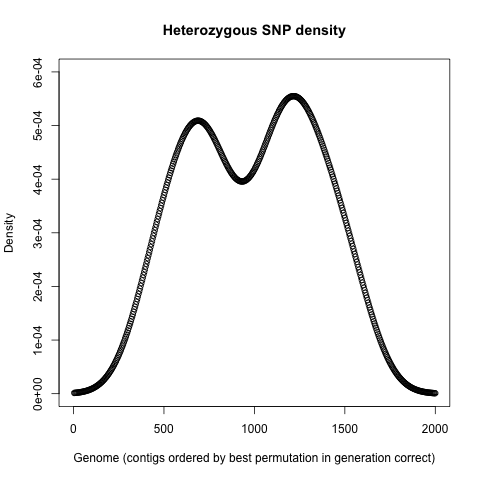 Heterozygous SNP density
6e-04
5e-04
4e-04
3e-04
2e-04
1e-04
0e+00
Density
0 500 1000 1500 2000
Genome (contigs ordered by best permutation in generation correct)